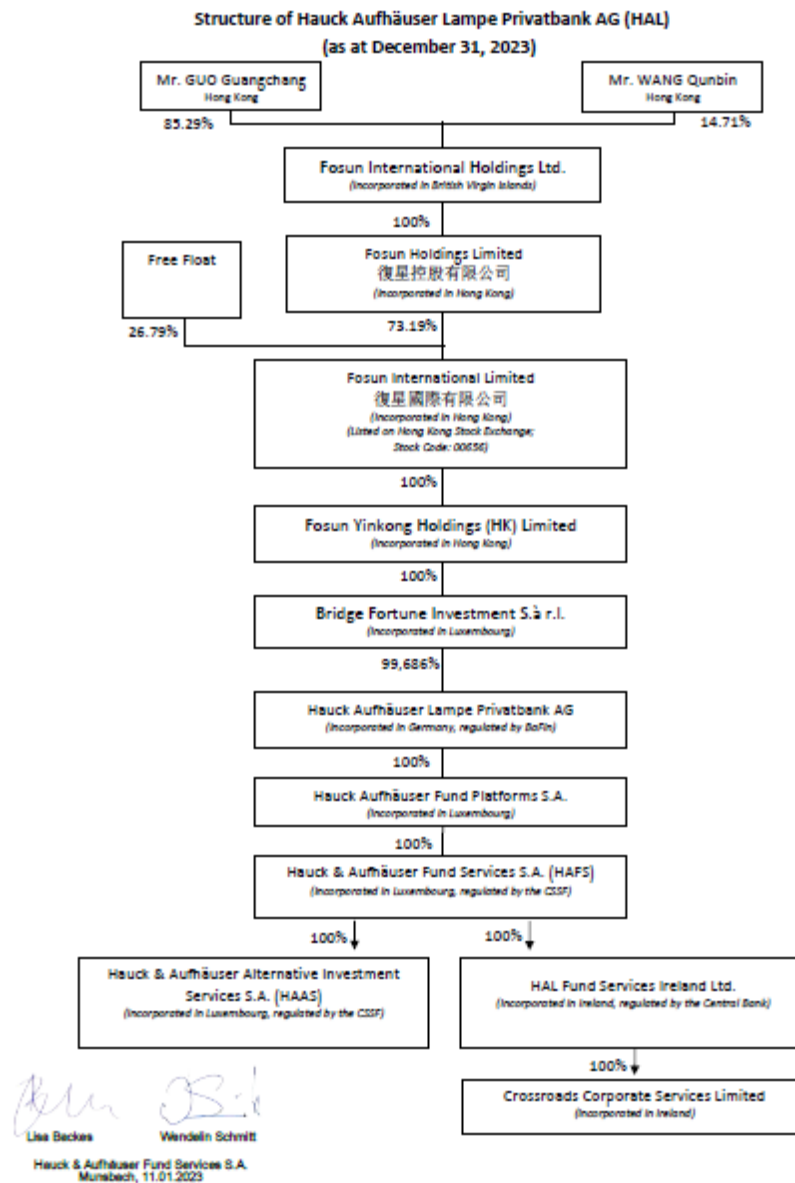 Structure of Hauck Aufhäuser Lampe Privatbank AG (HAL)
(as at December 31, 2023)
Mr. GUO Guangchang
Hong Kong
Mr. WANG Qunbin
Hong Kong
85.29%
14.71%
Fosun International Holdings Ltd.
(Incorporated in British Virgin Islands)
100%
Free Float
Fosun Holdings Limited
復星控股有限公司
(Incorporated in Hong Kong)
26.79%
73.19%
Fosun International Limited
復星國際有限公司
(Incorporated in Hong Kong)
(Listed on Hong Kong Stock Exchange;
Stock Code: 00656)
100%
Fosun Yinkong Holdings (HK) Limited
(Incorporated in Hong Kong)
100%
Bridge Fortune Investment S.à r.l.
(Incorporated in Luxembourg)
99,686%
Hauck Aufhäuser Lampe Privatbank AG
(Incorporated in Germany, regulated by BaFin)
100%
Hauck Aufhäuser Fund Platforms S.A.
(Incorporated in Luxembourg)
100%
Hauck & Aufhäuser Fund Services S.A. (HAFS)
(Incorporated in Luxembourg, regulated by the CSSF)
100%
100%
Hauck & Aufhäuser Alternative Investment
Services S.A. (HAAS)
(Incorporated in Luxembourg, regulated by the CSSF)
HAL Fund Services Ireland Ltd.
(Incorporated in Ireland, regulated by the Central Bank)
100%
Crossroads Corporate Services Limited
(Incorporated in Ireland)
Lisa Backes
Wendelin Schmitt
Hauck & Aufhäuser Fund Services S.A.
Munsbach, 11.01.2023